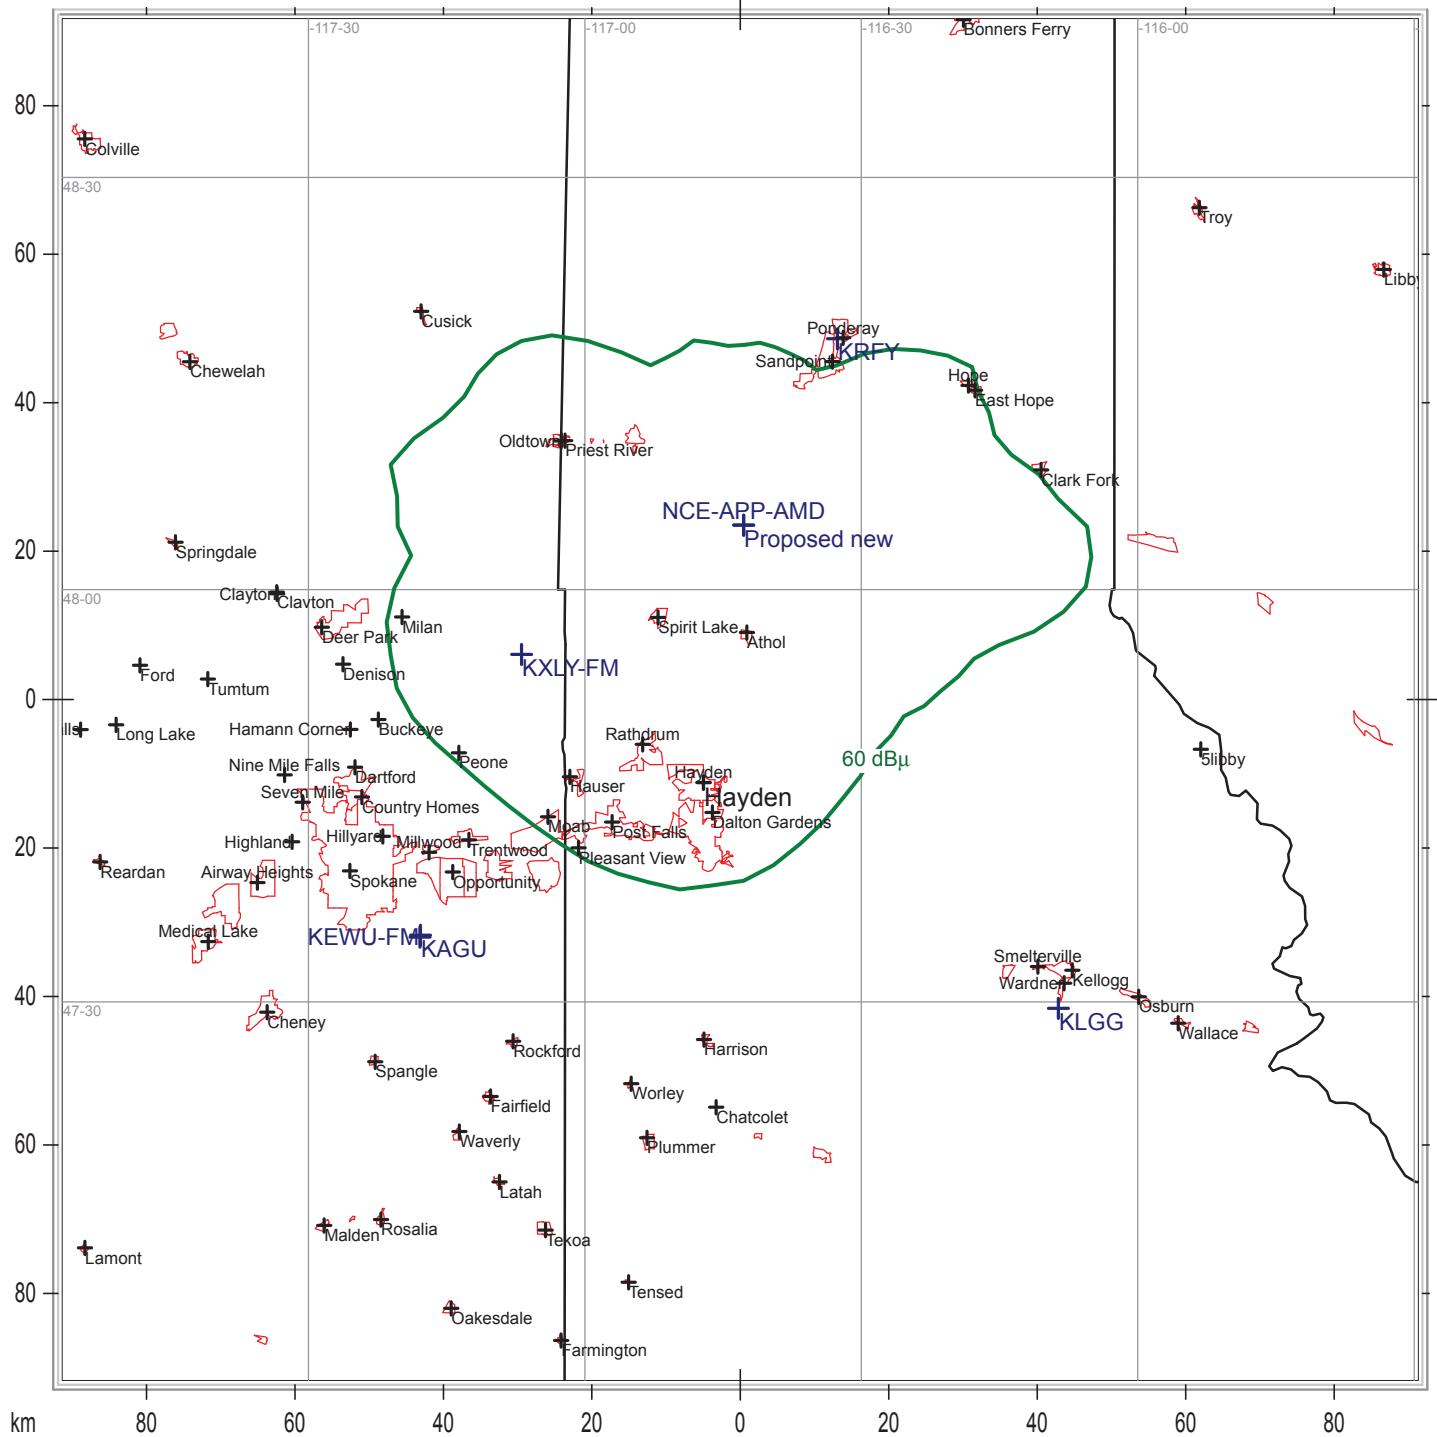 -117-30
-117-00
-116-30
-116-00
Bonners Ferry
80
Colville
48-30
Troy
60
Libby
Cusick
Ponderay
KRFY
Sandpoint
Chewelah
Hope
40
East Hope
Oldtown
Priest River
Clark Fork
NCE-APP-AMD
Proposed new
20
Springdale
48-00
Clayton
Clayton
Spirit Lake
Milan
Deer Park
Athol
KXLY-FM
Ford
Denison
Tumtum
0
Hamann Corner
Buckeye
lls
Long Lake
Rathdrum
60 dBµ
5libby
Peone
Nine Mile Falls
Dartford
Hayden
Hauser
Seven Mile
Hayden
Country Homes
Dalton Gardens
Moab
Post Falls
Hillyard
Highland
Millwood
Trentwood
20
Pleasant View
Reardan
Airway Heights
Spokane
Opportunity
Medical Lake
KEWU-FM
KAGU
Smelterville
Wardner
Kellogg
40
47-30
Osburn
Cheney
KLGG
Wallace
Rockford
Harrison
Spangle
Worley
Fairfield
Chatcolet
60
Waverly
Plummer
Latah
Malden
Rosalia
Tekoa
Lamont
80
Tensed
Oakesdale
Farmington
km
80
60
40
20
0
20
40
60
80